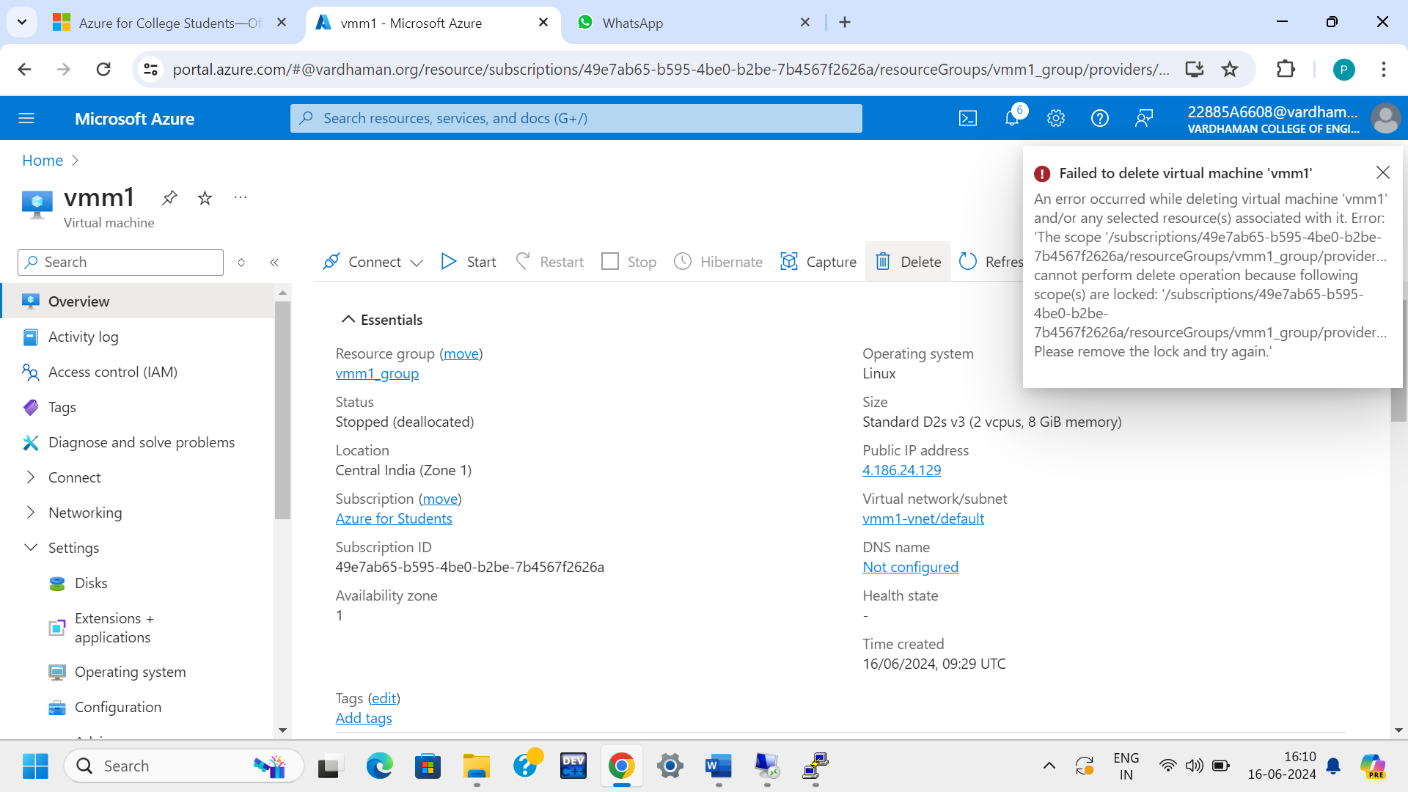 Azure for College Students—Of
vmm1 - Microsoft Azure
WhatsApp
portal.azure.com/#@vardhaman.org/resource/subscriptions/49e7ab65-b595-4be0-b2be-7b4567f2626a/resourceGroups/vmm1_group/providers/...
P
Microsoft Azure
Search resources, services, and docs (G+/)
6
22885A6608@vardham...
VARDHAMAN COLLEGE OF ENGI...
Home
vmm1
Virtual machine
Failed to delete virtual machine 'vmm1'
An error occurred while deleting virtual machine 'vmm1'
and/or any selected resource(s) associated with it. Error:
'The scope '/subscriptions/49e7ab65-b595-4be0-b2be-
7b4567f2626a/resourceGroups/vmm1_group/provider...
cannot perform delete operation because following
scope(s) are locked: '/subscriptions/49e7ab65-b595-
4be0-b2be-
7b4567f2626a/resourceGroups/vmm1_group/provider...
Please remove the lock and try again.'
Search
Connect
Start
Restart
Stop
Hibernate
Capture
Delete
Refres
Overview
Activity log
Access control (IAM)
Tags
Diagnose and solve problems
Connect
Networking
Settings
Disks
Extensions +
applications
Operating system
Configuration
Essentials
Resource group (move)
vmm1_group
Status
Stopped (deallocated)
Location
Central India (Zone 1)
Subscription (move)
Azure for Students
Subscription ID
49e7ab65-b595-4be0-b2be-7b4567f2626a
Availability zone
1
Operating system
Linux
Size
Standard D2s v3 (2 vcpus, 8 GiB memory)
Public IP address
4.186.24.129
Virtual network/subnet
vmm1-vnet/default
DNS name
Not configured
Health state
-
Time created
16/06/2024, 09:29 UTC
Tags (edit)
Add tags
Search
DEV
ENG
IN
16:10
16-06-2024
PRE